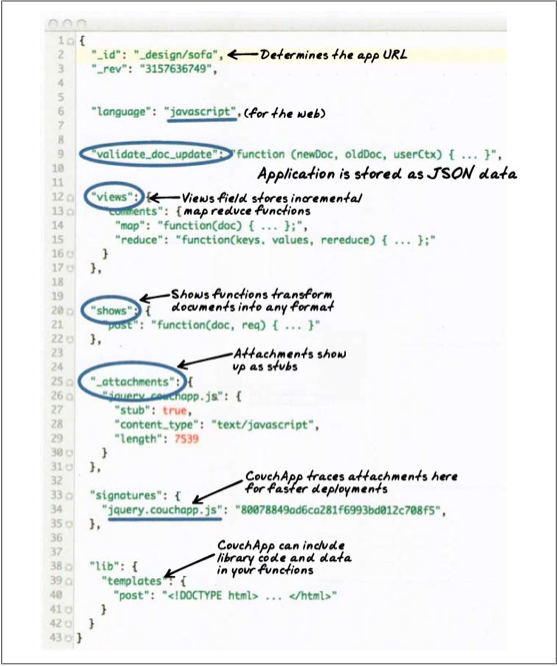 1 {
2 "_id": "_design/sofa", Determines the app URL
3 "_rev": "3157636749",
4
5
6 "language": "javascript", (for the web)
7
8
9 "validate_doc_update": "function (newDoc, oldDoc, userCtx) { ... }",
10 Application is stored as JSON data
11
12 "views": { Views field stores incremental
13 "comments": { map reduce functions
14 "map": "function(doc) { ... };",
15 "reduce": "function(keys, values, rereduce) { ... };"
16 }
17 },
18
19 Shows functions transform
20 "shows": { documents into any format
21 "post": "function(doc, req) { ... }"
22 },
23 Attachments show
24 up as stubs
25 "_attachments": {
26 "jquery.couchapp.js": {
27 "stub": true,
28 "content_type": "text/javascript",
29 "length": 7539
30 }
31 },
32 CouchApp traces attachments here
33 "signatures": { for faster deployments
34 "jquery.couchapp.js": "80078849ad6ca281f6993bd012c708f5",
35 },
36
37 CouchApp can include
38 "lib": { library code and data
39 "templates": { in your functions
40 "post": "<!DOCTYPE html> ... </html>"
41 }
42 }
43 }